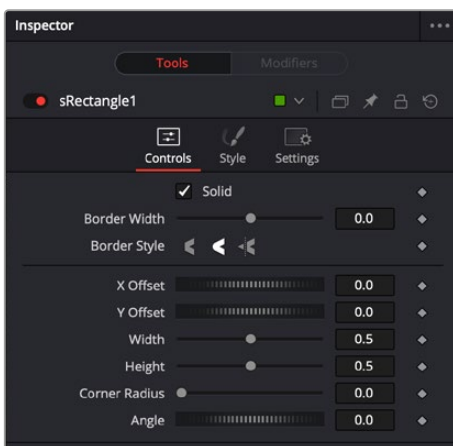 Inspector
Tools Modifiers
sRectangle1
Controls Style Settings
Solid
Border Width 0.0
Border Style
X Offset 0.0
Y Offset 0.0
Width 0.5
Height 0.5
Corner Radius 0.0
Angle 0.0